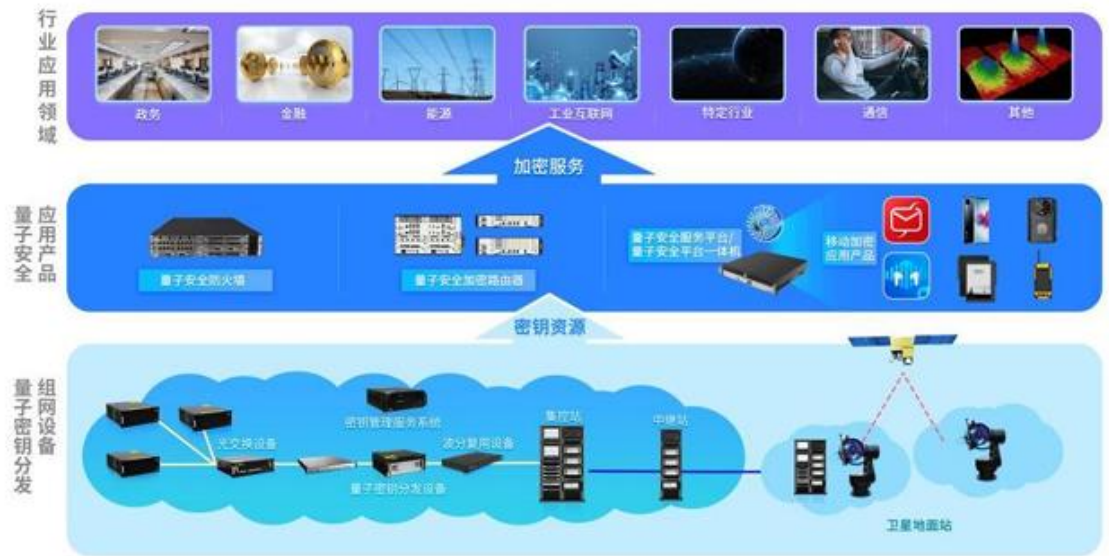 行业应用领域
政务
金融
能源
工业互联网
特定行业
通信
其他
加密服务
量子安全
应用产品
量子安全防火墙
量子安全加密路由器
量子安全服务平台/
量子安全平台一体机
移动加密
应用产品
密钥资源
量子密钥分发
组网设备
光交换设备
密钥管理服务系统
量子密钥分发设备
波分复用设备
集控站
中继站
卫星地面站